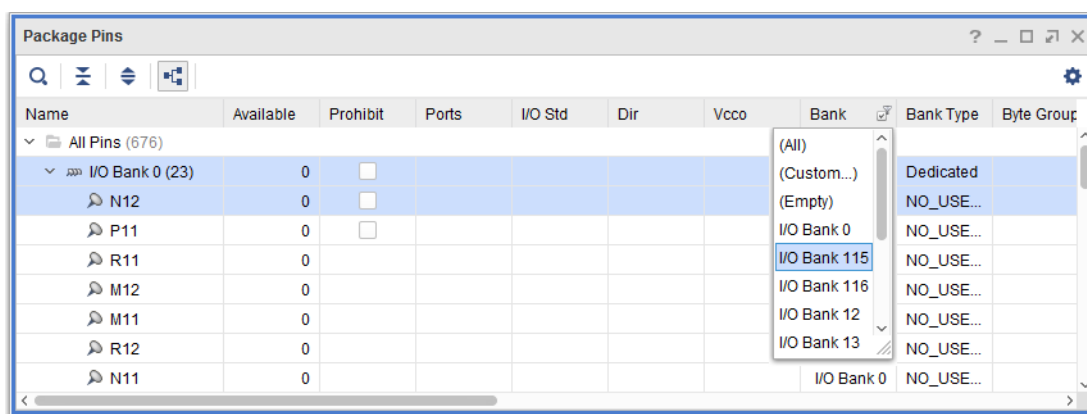 Package Pins
? _
Name Available Prohibit Ports I/O Std Dir Vcco Bank Bank Type Byte Group
All Pins (676) (All)
I/O Bank 0 (23) 0 (Custom...) Dedicated
N12 0 (Empty) NO_USE...
P11 0 I/O Bank 0 NO_USE...
R11 0 I/O Bank 115 NO_USE...
M12 0 I/O Bank 116 NO_USE...
M11 0 I/O Bank 12 NO_USE...
R12 0 I/O Bank 13 NO_USE...
N11 0 I/O Bank 0 NO_USE...